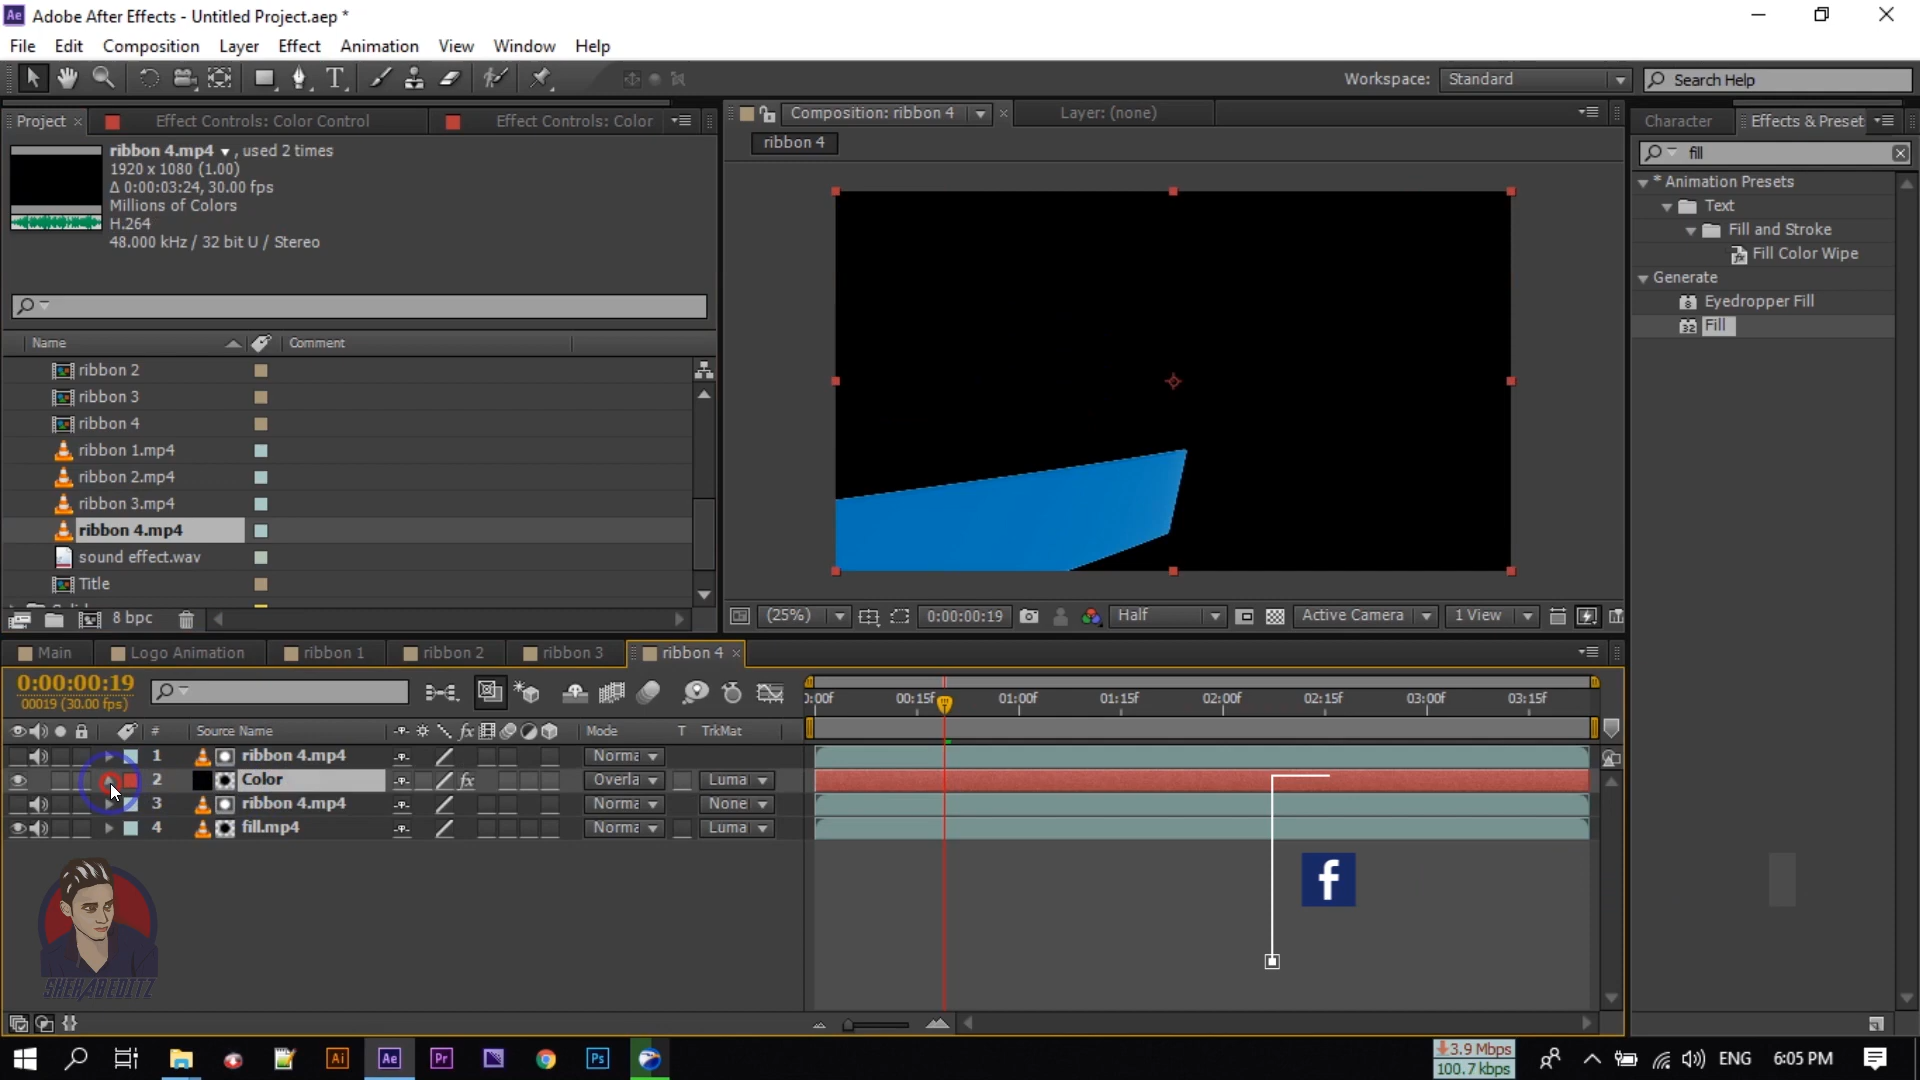 Adobe After Effects - Untitled Project.aep *
File Edit Composition Layer Effect Animation View Window Help
Workspace: Standard Search Help
Project Effect Controls: Color Control Effect Controls: Color
ribbon 4.mp4 , used 2 times
1920 x 1080 (1.00)
Δ 0:00:03:24, 30.00 fps
Millions of Colors
H.264
48.000 kHz / 32 bit U / Stereo
Name Comment
ribbon 2
ribbon 3
ribbon 4
ribbon 1.mp4
ribbon 2.mp4
ribbon 3.mp4
ribbon 4.mp4
sound effect.wav
Title
8 bpc
Composition: ribbon 4 Layer: (none)
ribbon 4
(25%) 0:00:00:19 Half Active Camera 1 View
Character Effects & Preset
fill
* Animation Presets
Text
Fill and Stroke
Fill Color Wipe
Generate
Eyedropper Fill
Fill
Main Logo Animation ribbon 1 ribbon 2 ribbon 3 ribbon 4
0:00:00:19
00019 (30.00 fps)
0:00f 00:15f 01:00f 01:15f 02:00f 02:15f 03:00f 03:15f
# Source Name Mode T TrkMat
1 ribbon 4.mp4 Norma
2 Color Overla Luma
3 ribbon 4.mp4 Norma None
4 fill.mp4 Norma Luma
SHEHABEDITZ
f
Ai Ae Pr Ps
3.9 Mbps
100.7 kbps
ENG 6:05 PM